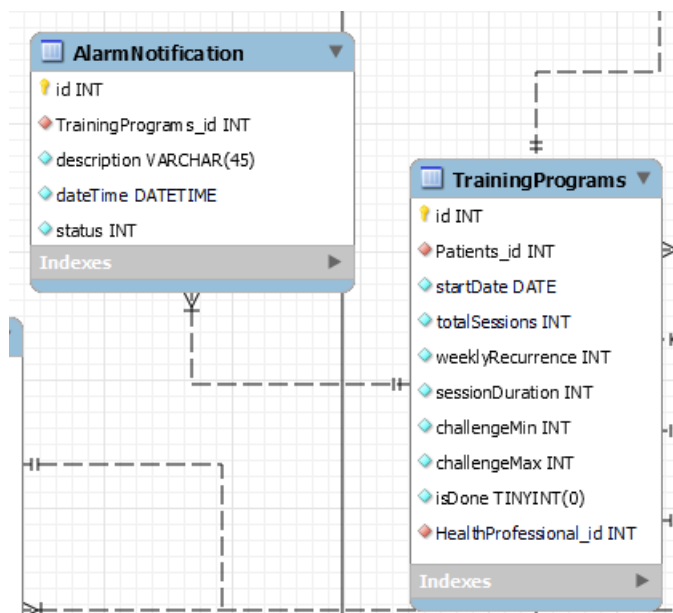 AlarmNotification
id INT
TrainingPrograms_id INT
description VARCHAR(45)
dateTime DATETIME
status INT
Indexes
TrainingPrograms
id INT
Patients_id INT
startDate DATE
totalSessions INT
weeklyRecurrence INT
sessionDuration INT
challengeMin INT
challengeMax INT
isDone TINYINT(0)
HealthProfessional_id INT
Indexes